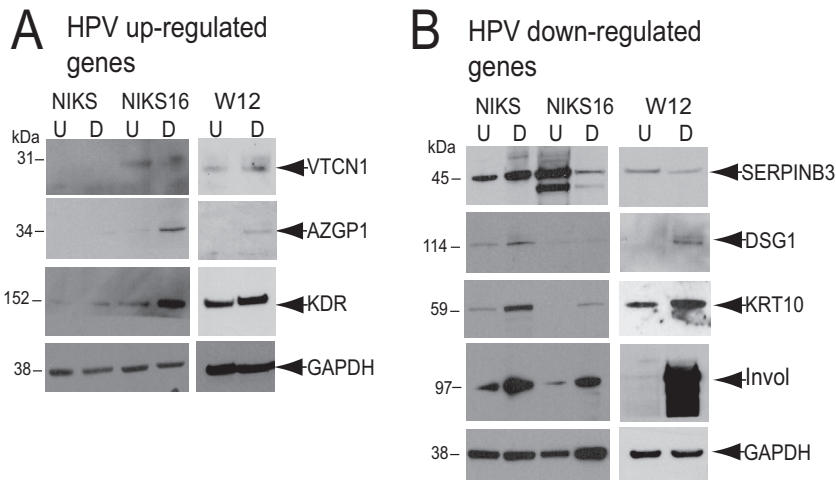 A HPV up-regulated
genes
NIKS NIKS16 W12
kDa U D U D U D
31– VTCN1
34– AZGP1
152– KDR
38– GAPDH
B HPV down-regulated
genes
NIKS NIKS16 W12
kDa U D U D U D
45– SERPINB3
114– DSG1
59– KRT10
97– Invol
38– GAPDH